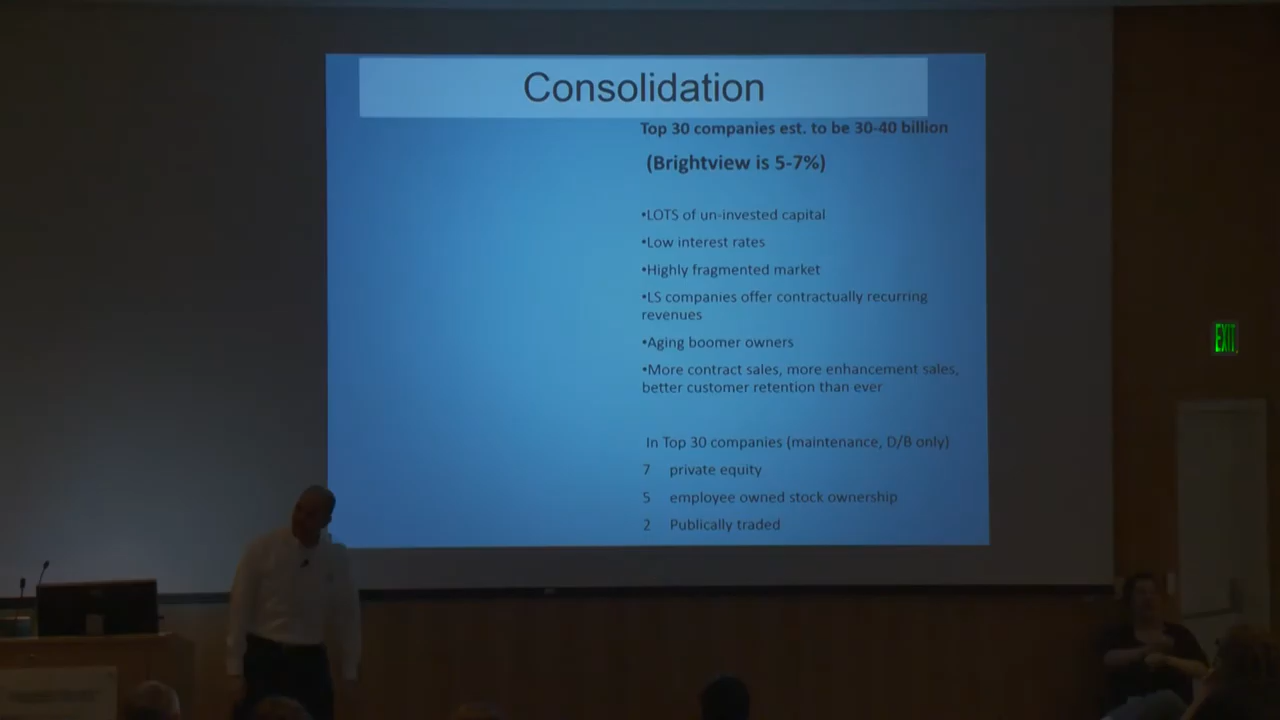 Consolidation
Top 30 companies est. to be 30-40 billion
(Brightview is 5-7%)
•LOTS of un-invested capital
•Low interest rates
•Highly fragmented market
•LS companies offer contractually recurring
revenues
•Aging boomer owners
•More contract sales, more enhancement sales,
better customer retention than ever
In Top 30 companies (maintenance, D/B only)
7 private equity
5 employee owned stock ownership
2 Publically traded
EXIT